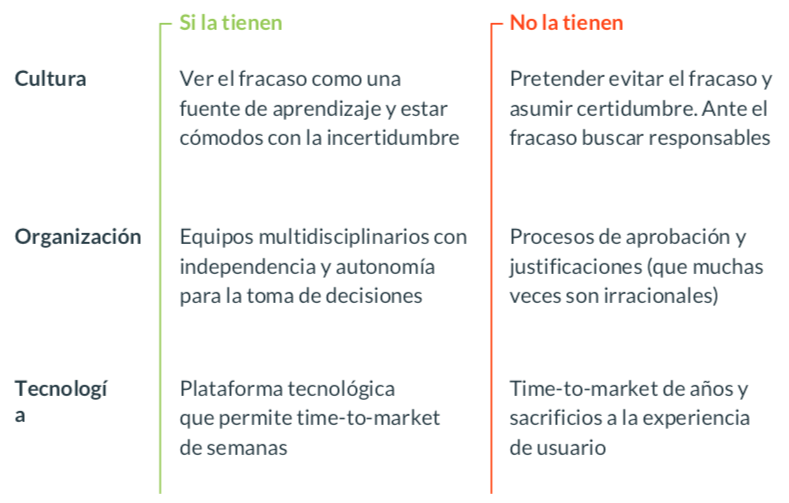 Si la tienen
No la tienen
Cultura
Ver el fracaso como una
fuente de aprendizaje y estar
cómodos con la incertidumbre
Pretender evitar el fracaso y
asumir certidumbre. Ante el
fracaso buscar responsables
Organización
Equipos multidisciplinarios con
independencia y autonomía
para la toma de decisiones
Procesos de aprobación y
justificaciones (que muchas
veces son irracionales)
Tecnologí
a
Plataforma tecnológica
que permite time-to-market
de semanas
Time-to-market de años y
sacrificios a la experiencia
de usuario